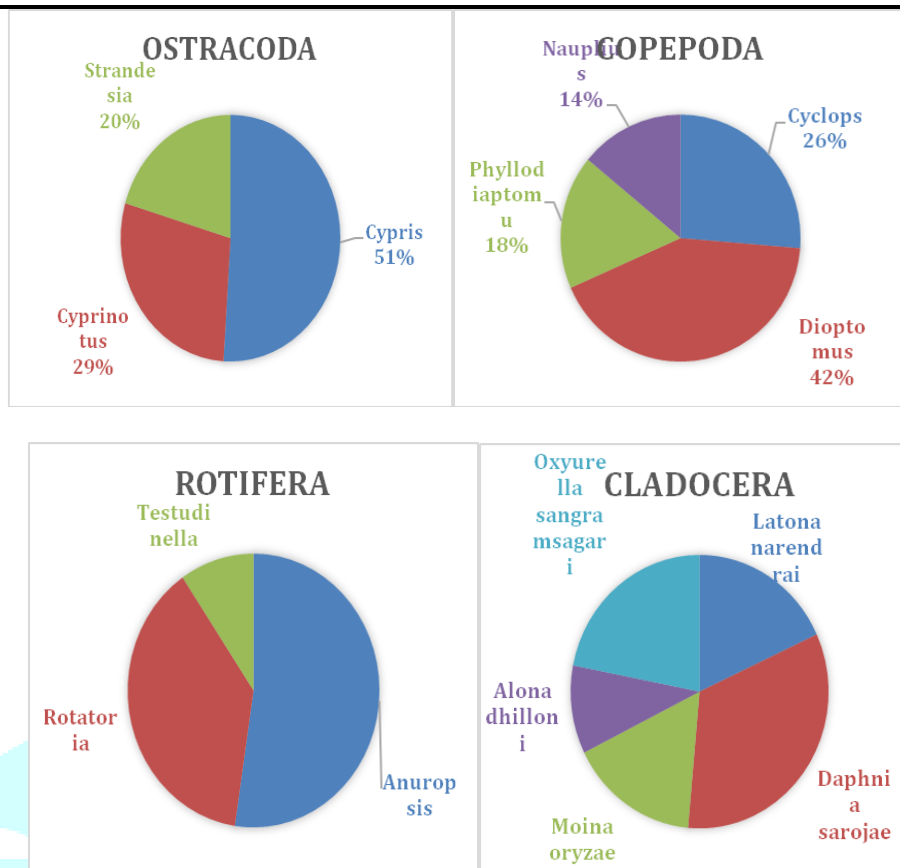 OSTRACODA
Strande
sia
20%
Cypris
51%
Cyprino
tus
29%
COPEPODA
Naupliu
s
14%
Cyclops
26%
Phyllod
iaptom
u
18%
Diopto
mus
42%
ROTIFERA
Testudi
nella
Rotator
ia
Anurop
sis
CLADOCERA
Oxyure
lla
sangra
msagar
i
Latona
narend
rai
Alona
dhillon
i
Daphni
a
sarojae
Moina
oryzae